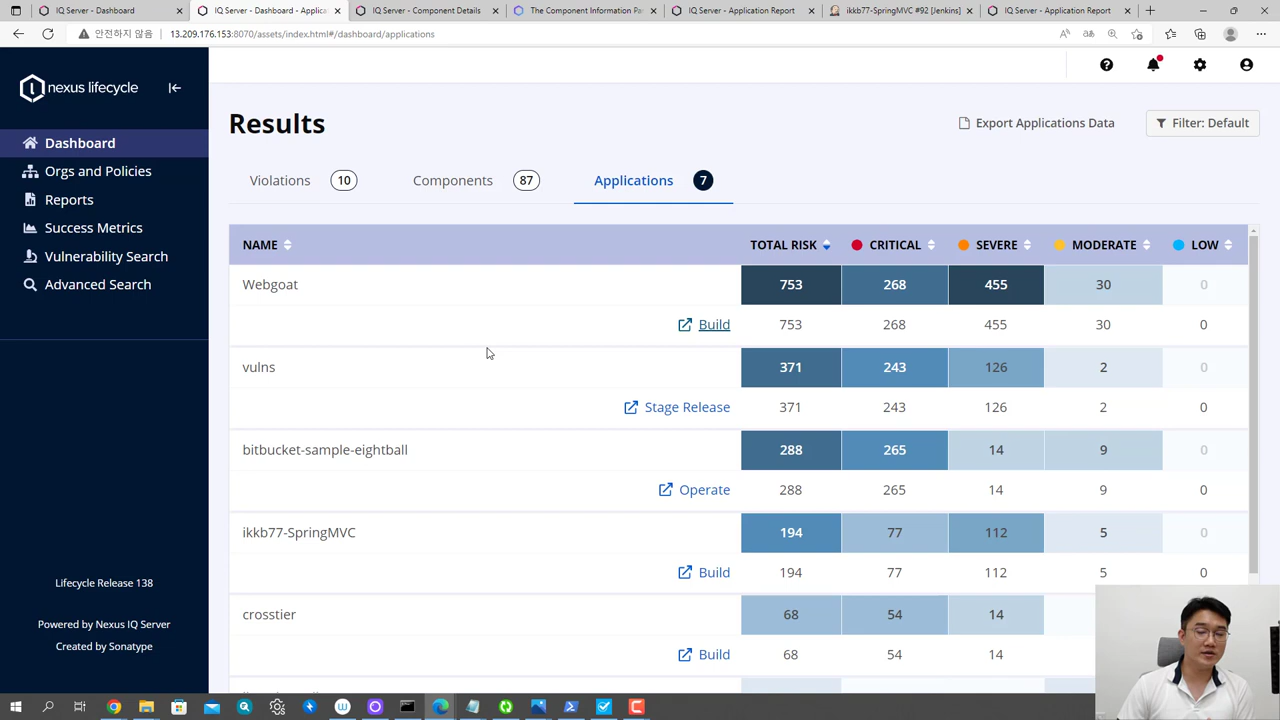 IQ Server - Dashboard
IQ Server - Dashboard - Applica
IQ Server - Component Details
The Component Information Pa
IQ Server - Application Report
ikkb77-SpringMVC #92 [Jenkins]
IQ Server - Application Report
안전하지 않음
13.209.176.153:8070/assets/index.html#/dashboard/applications
nexus lifecycle
Dashboard
Orgs and Policies
Reports
Success Metrics
Vulnerability Search
Advanced Search
Lifecycle Release 138
Powered by Nexus IQ Server
Created by Sonatype
Results
Export Applications Data
Filter: Default
Violations 10
Components 87
Applications 7
NAME TOTAL RISK CRITICAL SEVERE MODERATE LOW
Webgoat 753 268 455 30 0
Build 753 268 455 30 0
vulns 371 243 126 2 0
Stage Release 371 243 126 2 0
bitbucket-sample-eightball 288 265 14 9 0
Operate 288 265 14 9 0
ikkb77-SpringMVC 194 77 112 5 0
Build 194 77 112 5 0
crosstier 68 54 14
Build 68 54 14